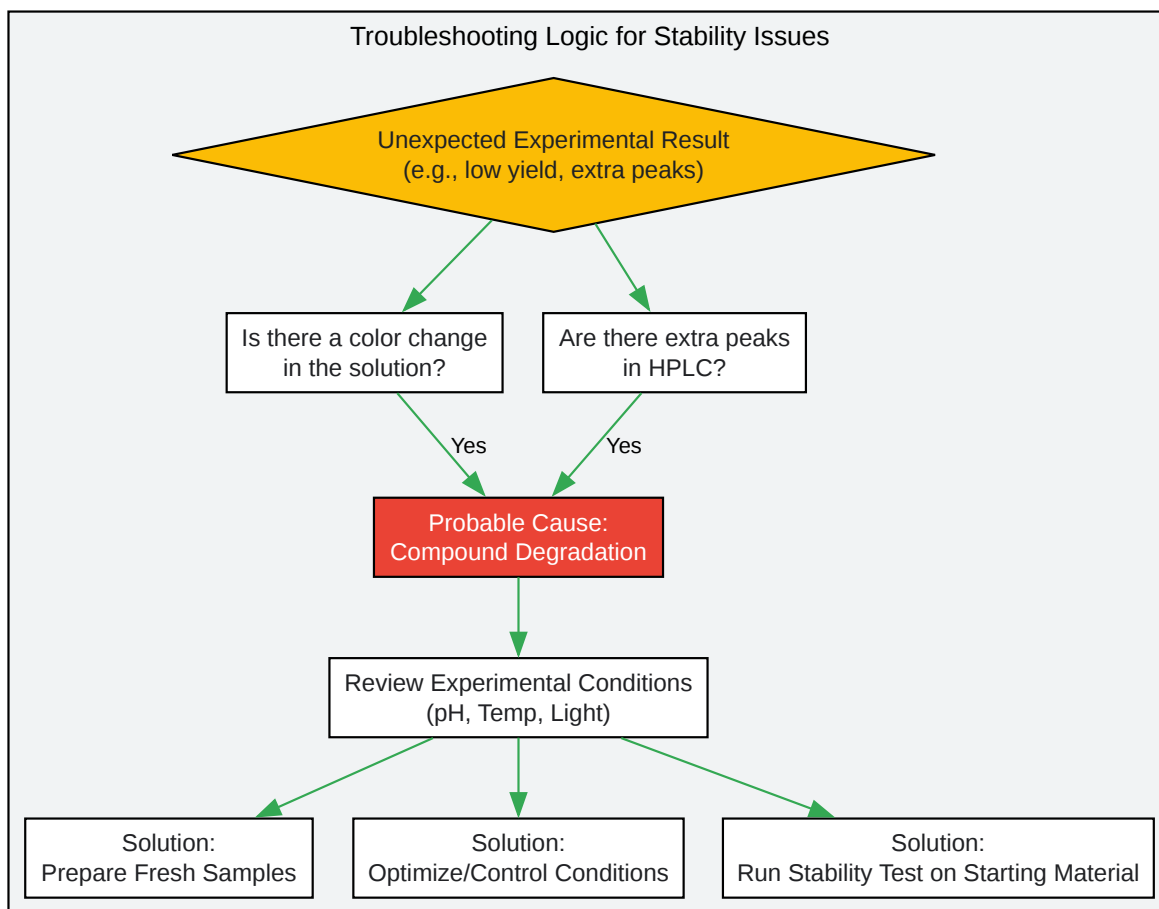 Troubleshooting Logic for Stability Issues
Unexpected Experimental Result
(e.g., low yield, extra peaks)
Is there a color change
in the solution?
Are there extra peaks
in HPLC?
Yes
Yes
Probable Cause:
Compound Degradation
Review Experimental Conditions
(pH, Temp, Light)
Solution:
Prepare Fresh Samples
Solution:
Optimize/Control Conditions
Solution:
Run Stability Test on Starting Material